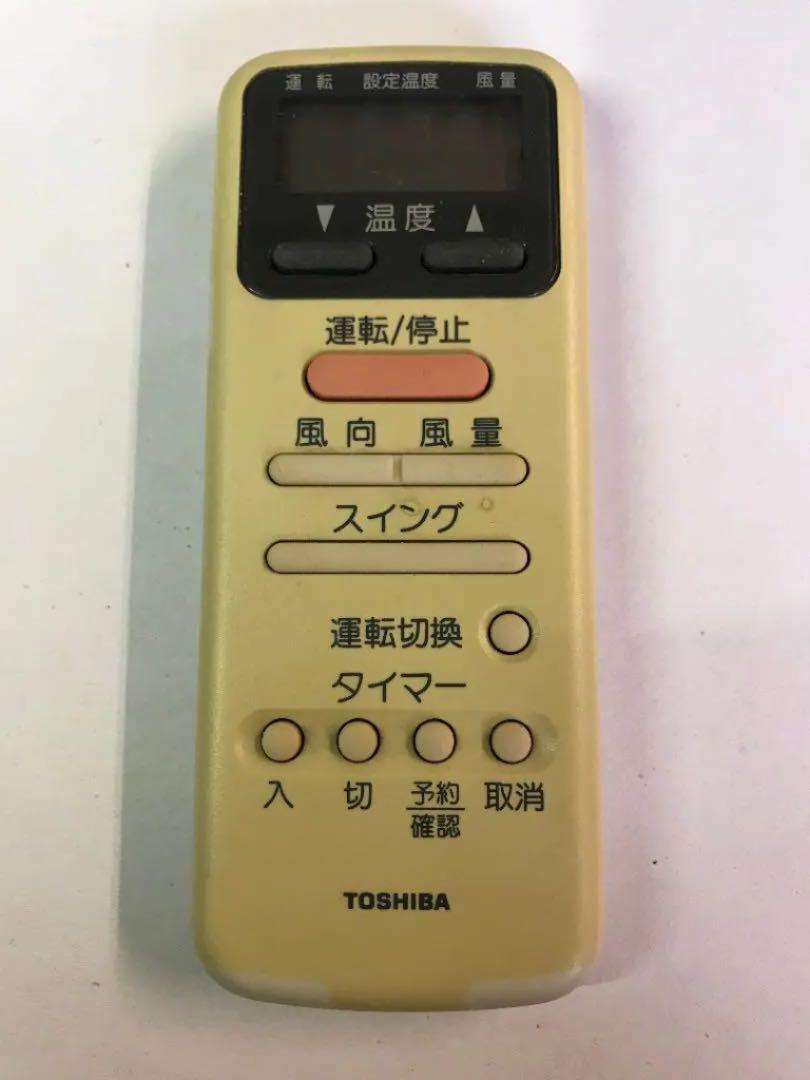 運転 設定温度 風量
▼ 温度 ▲
運転/停止
風向 風量
スイング
運転切換
タイマー
入 切 予約 取消
確認
TOSHIBA